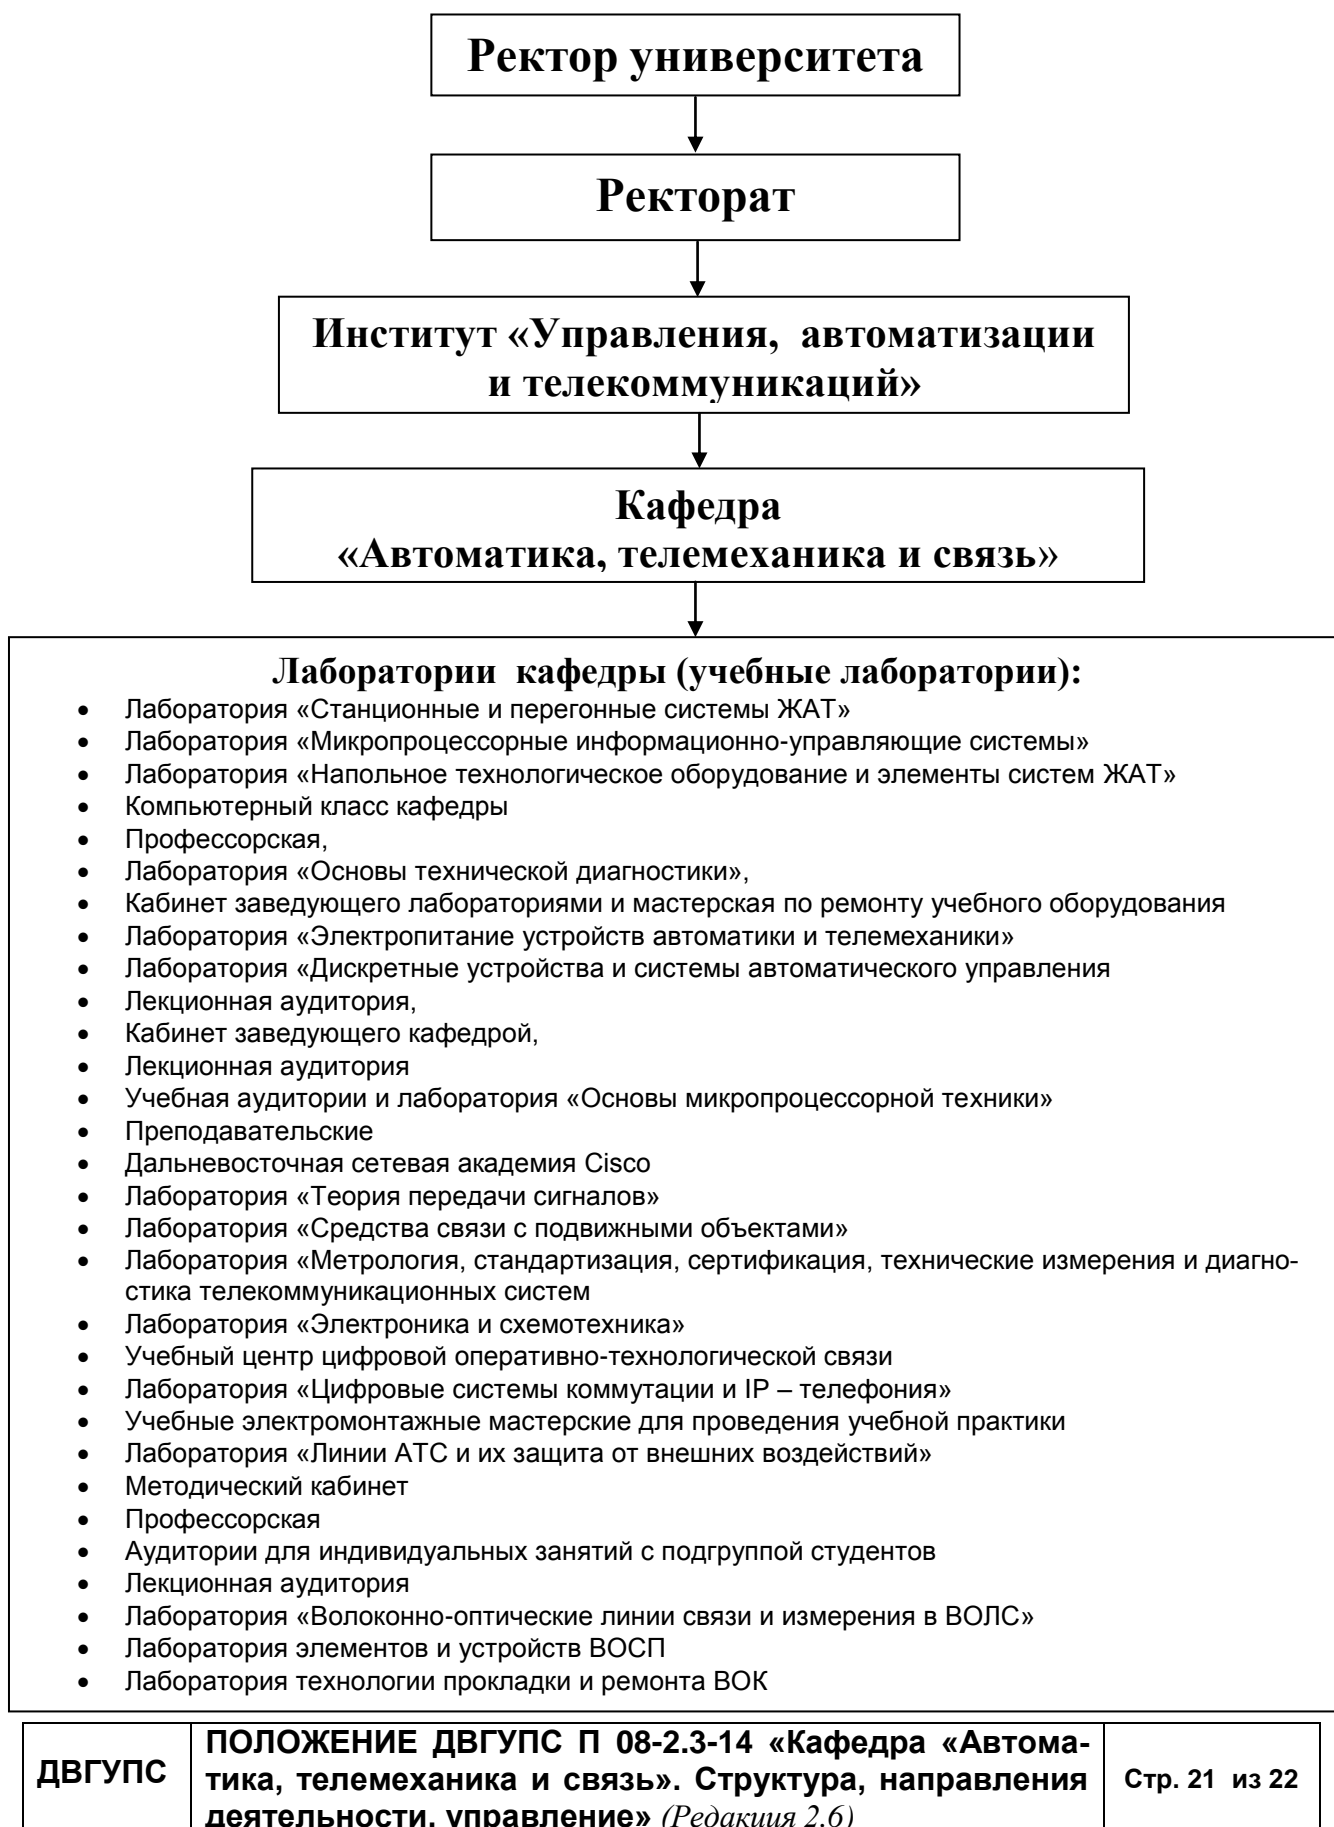 Ректор университета
Ректорат
Институт «Управления, автоматизации
и телекоммуникаций»
Кафедра
«Автоматика, телемеханика и связь»
Лаборатории кафедры (учебные лаборатории):
• Лаборатория «Станционные и перегонные системы ЖАТ»
• Лаборатория «Микропроцессорные информационно-управляющие системы»
• Лаборатория «Напольное технологическое оборудование и элементы систем ЖАТ»
• Компьютерный класс кафедры
• Профессорская,
• Лаборатория «Основы технической диагностики»,
• Кабинет заведующего лабораториями и мастерская по ремонту учебного оборудования
• Лаборатория «Электропитание устройств автоматики и телемеханики»
• Лаборатория «Дискретные устройства и системы автоматического управления
• Лекционная аудитория,
• Кабинет заведующего кафедрой,
• Лекционная аудитория
• Учебная аудитории и лаборатория «Основы микропроцессорной техники»
• Преподавательские
• Дальневосточная сетевая академия Cisco
• Лаборатория «Теория передачи сигналов»
• Лаборатория «Средства связи с подвижными объектами»
• Лаборатория «Метрология, стандартизация, сертификация, технические измерения и диагно-
стика телекоммуникационных систем
• Лаборатория «Электроника и схемотехника»
• Учебный центр цифровой оперативно-технологической связи
• Лаборатория «Цифровые системы коммутации и IP – телефония»
• Учебные электромонтажные мастерские для проведения учебной практики
• Лаборатория «Линии АТС и их защита от внешних воздействий»
• Методический кабинет
• Профессорская
• Аудитории для индивидуальных занятий с подгруппой студентов
• Лекционная аудитория
• Лаборатория «Волоконно-оптические линии связи и измерения в ВОЛС»
• Лаборатория элементов и устройств ВОСП
• Лаборатория технологии прокладки и ремонта ВОК
ДВГУПС
ПОЛОЖЕНИЕ ДВГУПС П 08-2.3-14 «Кафедра «Автома-
тика, телемеханика и связь». Структура, направления
деятельности, управление» (Редакция 2.6)
Стр. 21 из 22